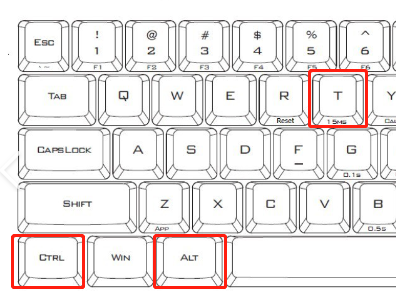 ! @ # $ % ^
ESC 1 2 3 4 5 6
F1 F2 F3 F4 F5 F6
TAB Q W E R T Y
Reset 15MS
CAPSLOCK A S D F G
0.1S
SHIFT Z X C V B
APP 0.5S
CTRL WIN ALT